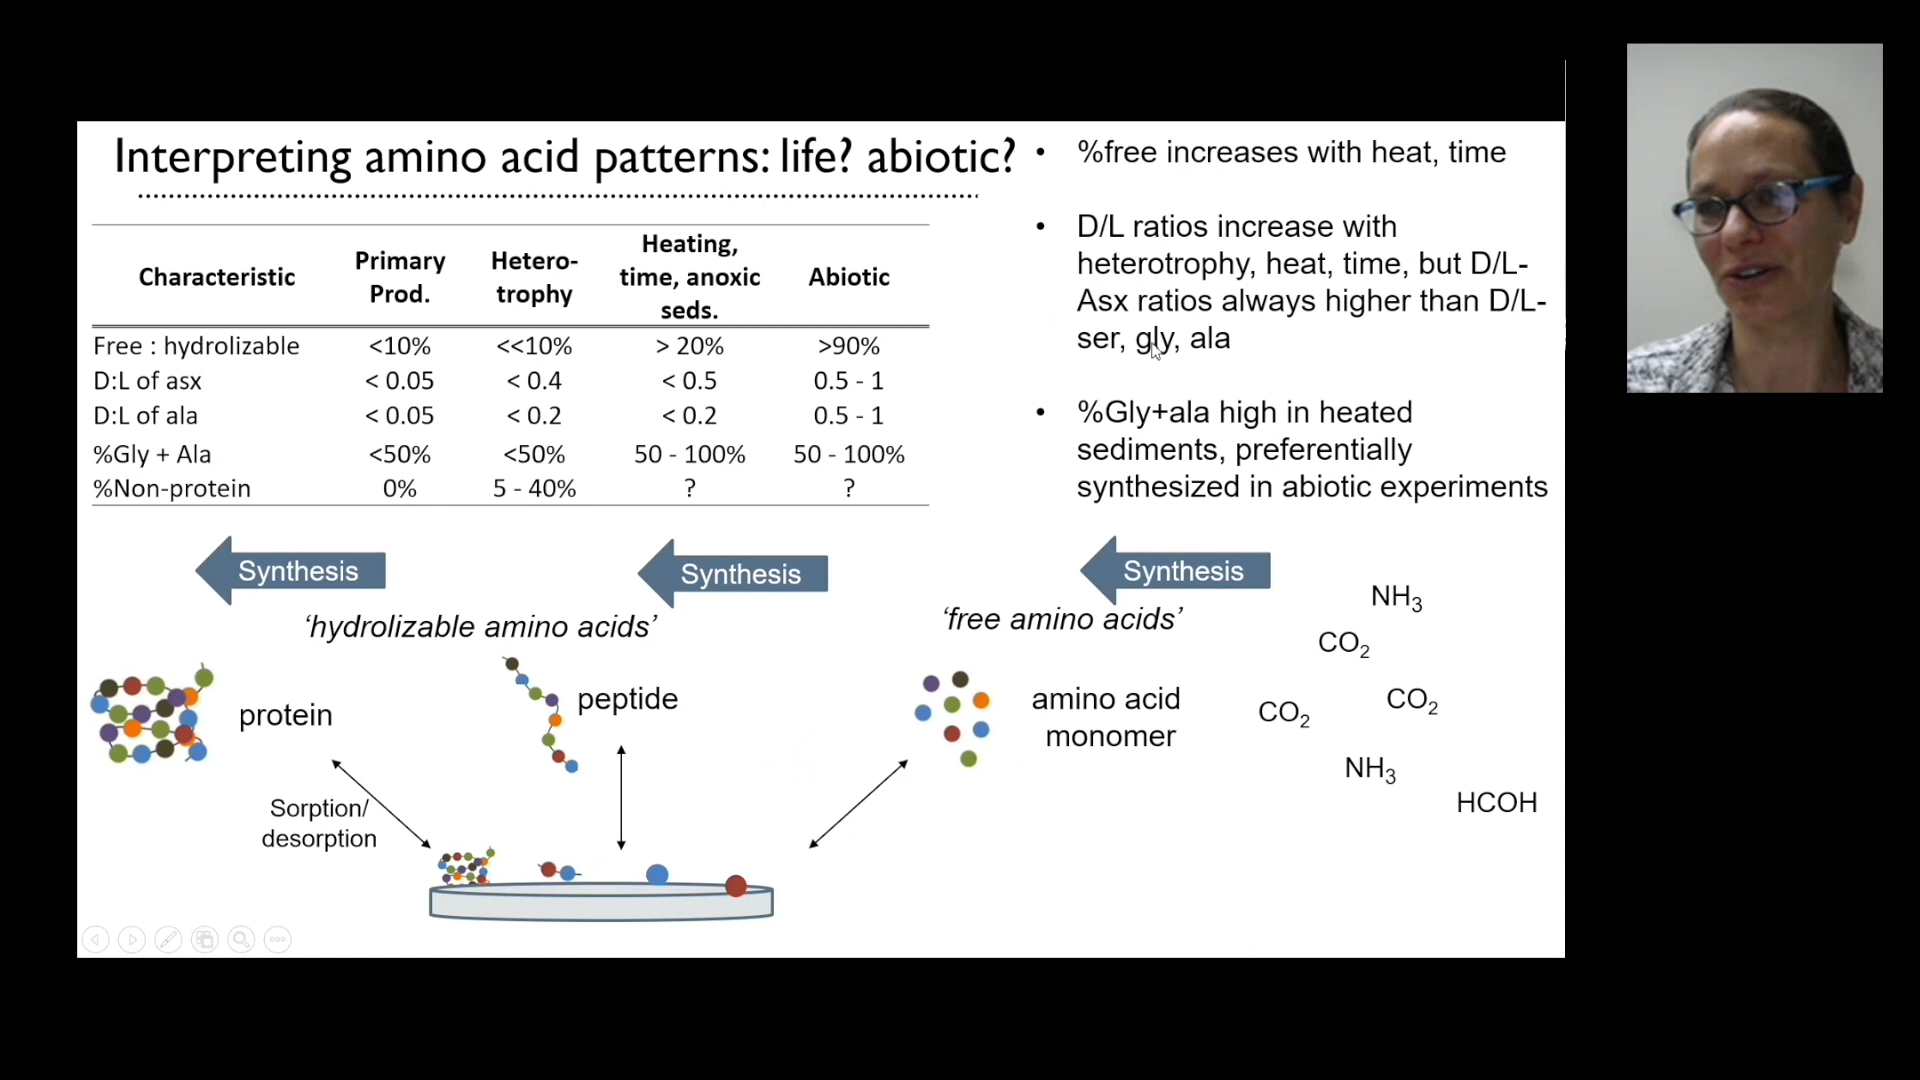 Interpreting amino acid patterns: life? abiotic?
Characteristic Primary Prod. Hetero-trophy Heating, time, anoxic seds. Abiotic
Free : hydrolizable <10% <<10% > 20% >90%
D:L of asx < 0.05 < 0.4 < 0.5 0.5 - 1
D:L of ala < 0.05 < 0.2 < 0.2 0.5 - 1
%Gly + Ala <50% <50% 50 - 100% 50 - 100%
%Non-protein 0% 5 - 40% ? ?
• %free increases with heat, time
• D/L ratios increase with
heterotrophy, heat, time, but D/L-
Asx ratios always higher than D/L-
ser, gly, ala
• %Gly+ala high in heated
sediments, preferentially
synthesized in abiotic experiments
Synthesis
Synthesis
Synthesis
'hydrolizable amino acids'
'free amino acids'
protein
peptide
amino acid
monomer
NH3
CO2
CO2
CO2
NH3
HCOH
Sorption/
desorption